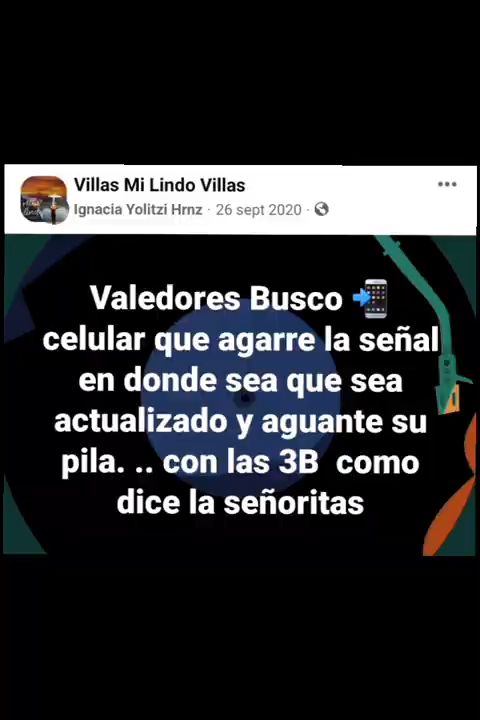 Villas Mi Lindo Villas
Ignacia Yolitzi Hrnz · 26 sept 2020 ·
Valedores Busco 📲
celular que agarre la señal
en donde sea que sea
actualizado y aguante su
pila. .. con las 3B como
dice la señoritas